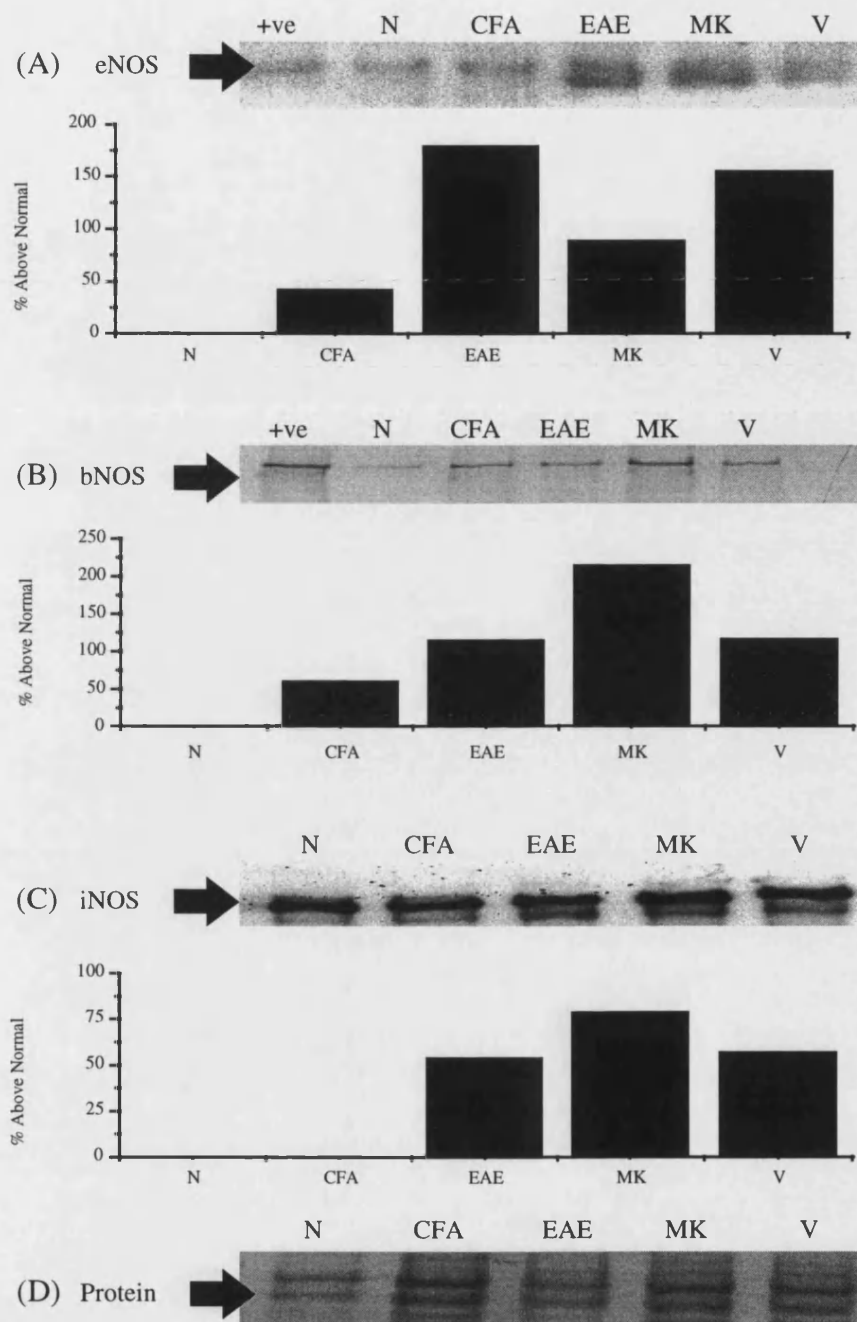 +ve N CFA EAE MK V
(A) eNOS
200
150
100
50
0
% Above Normal
N CFA EAE MK V
+ve N CFA EAE MK V
(B) bNOS
250
200
150
100
50
0
% Above Normal
N CFA EAE MK V
N CFA EAE MK V
(C) iNOS
100
75
50
25
0
% Above Normal
N CFA EAE MK V
N CFA EAE MK V
(D) Protein